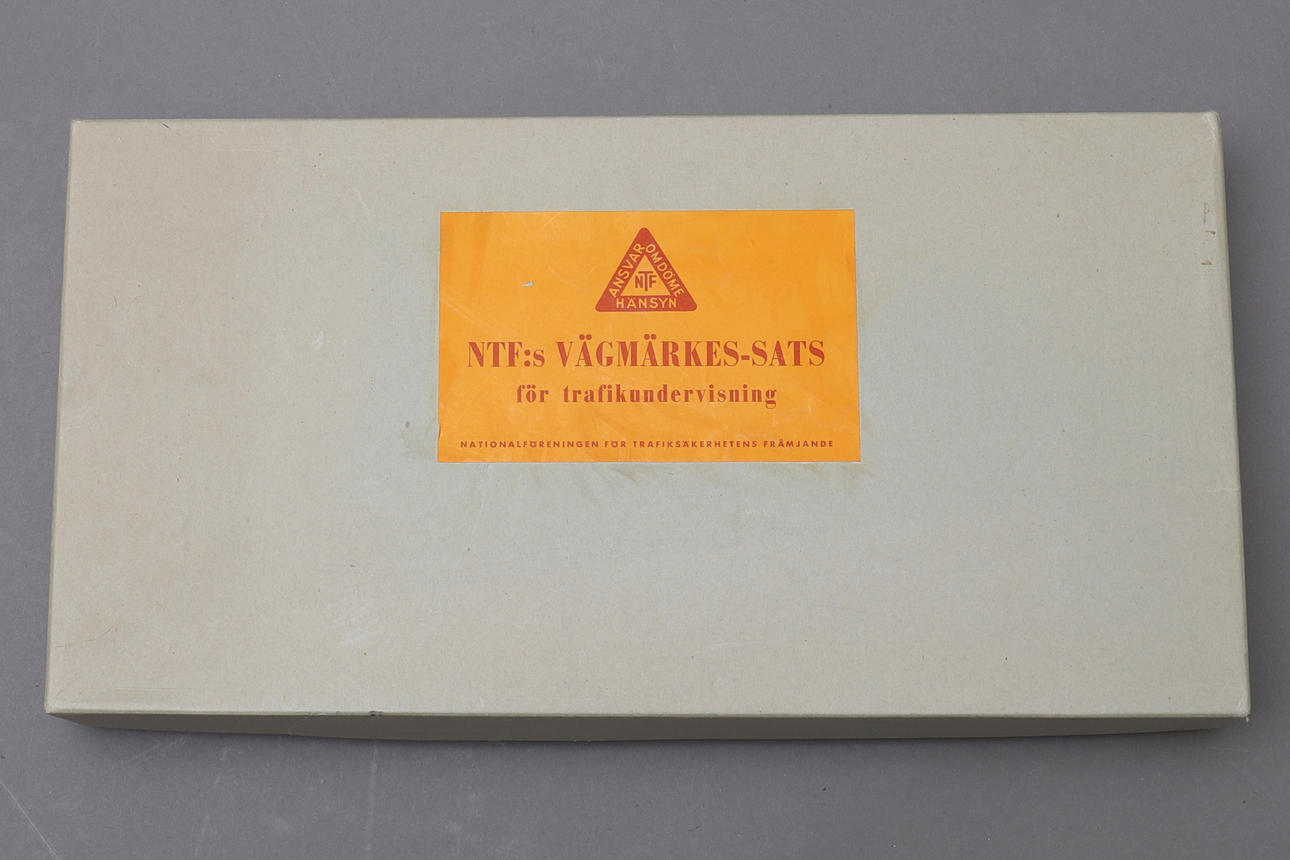 ANSVAR-OMDÖME
HÄNSYN
NTF
NTF:s VÄGMÄRKES-SATS
för trafikundervisning
NATIONALFÖRENINGEN FÖR TRAFIKSÄKERHETENS FRÄMJANDE